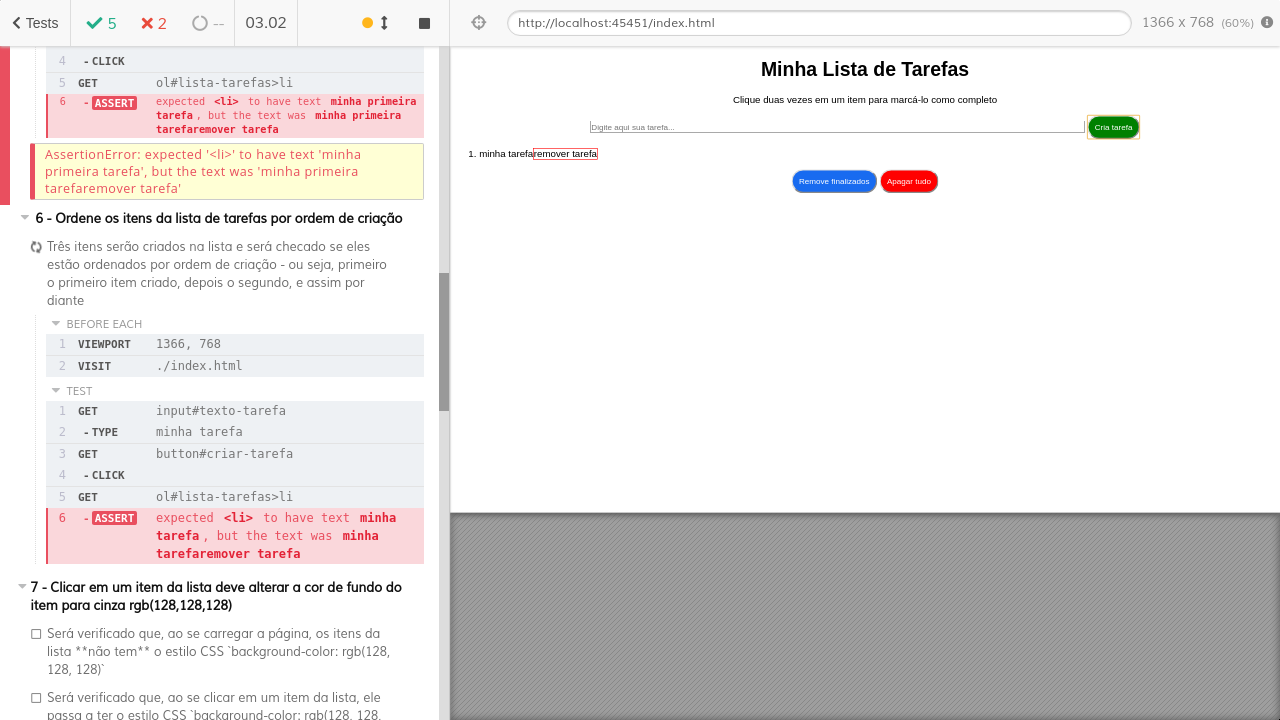 Tests
5
2
--
03.02
http://localhost:45451/index.html
1366 x 768 (60%)
4 - CLICK
5 GET ol#lista-tarefas>li
6 - ASSERT expected <li> to have text minha primeira
tarefa , but the text was minha primeira
tarefaremover tarefa
AssertionError: expected '<li>' to have text 'minha
primeira tarefa', but the text was 'minha primeira
tarefaremover tarefa'
6 - Ordene os itens da lista de tarefas por ordem de criação
Três itens serão criados na lista e será checado se eles
estão ordenados por ordem de criação - ou seja, primeiro
o primeiro item criado, depois o segundo, e assim por
diante
BEFORE EACH
1 VIEWPORT 1366, 768
2 VISIT ./index.html
TEST
1 GET input#texto-tarefa
2 - TYPE minha tarefa
3 GET button#criar-tarefa
4 - CLICK
5 GET ol#lista-tarefas>li
6 - ASSERT expected <li> to have text minha
tarefa , but the text was minha
tarefaremover tarefa
7 - Clicar em um item da lista deve alterar a cor de fundo do
item para cinza rgb(128,128,128)
Será verificado que, ao se carregar a página, os itens da
lista **não tem** o estilo CSS `background-color: rgb(128,
128, 128)`
Será verificado que, ao se clicar em um item da lista, ele
passa a ter o estilo CSS `background-color: rgb(128, 128,
Minha Lista de Tarefas
Clique duas vezes em um item para marcá-lo como completo
Digite aqui sua tarefa...
Cria tarefa
1. minha tarefaremover tarefa
Remove finalizados
Apagar tudo